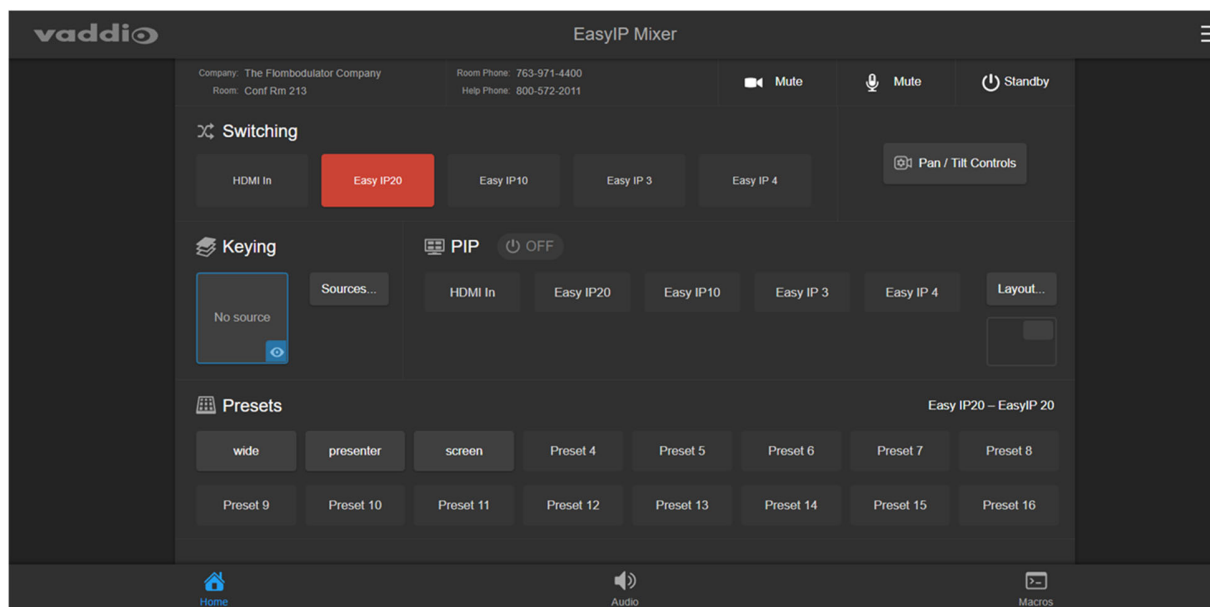 vaddio
EasyIP Mixer
Company: The Flombodulator Company
Room: Conf Rm 213
Room Phone: 763-971-4400
Help Phone: 800-572-2011
Mute
Mute
Standby
Switching
HDMI In
Easy IP20
Easy IP10
Easy IP 3
Easy IP 4
Pan / Tilt Controls
Keying
No source
Sources...
PIP
OFF
HDMI In
Easy IP20
Easy IP10
Easy IP 3
Easy IP 4
Layout...
Presets
Easy IP20 – EasyIP 20
wide
presenter
screen
Preset 4
Preset 5
Preset 6
Preset 7
Preset 8
Preset 9
Preset 10
Preset 11
Preset 12
Preset 13
Preset 14
Preset 15
Preset 16
Home
Audio
Macros